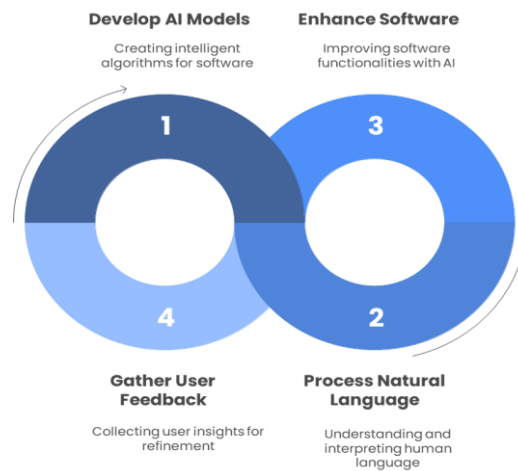 Develop AI Models
Creating intelligent
algorithms for software
Enhance Software
Improving software
functionalities with AI
1
3
4
2
Gather User
Feedback
Collecting user insights for
refinement
Process Natural
Language
Understanding and
interpreting human
language